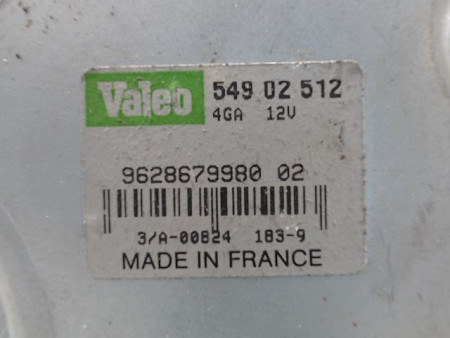 Valeo 549 02 512
4GA 12V
9628679980 02
3/A-00824 183-9
MADE IN FRANCE